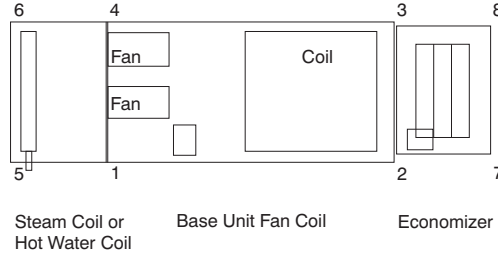 6 4 3 8
Fan
Coil
Fan
5 1 2 7
Steam Coil or
Hot Water Coil
Base Unit Fan Coil
Economizer